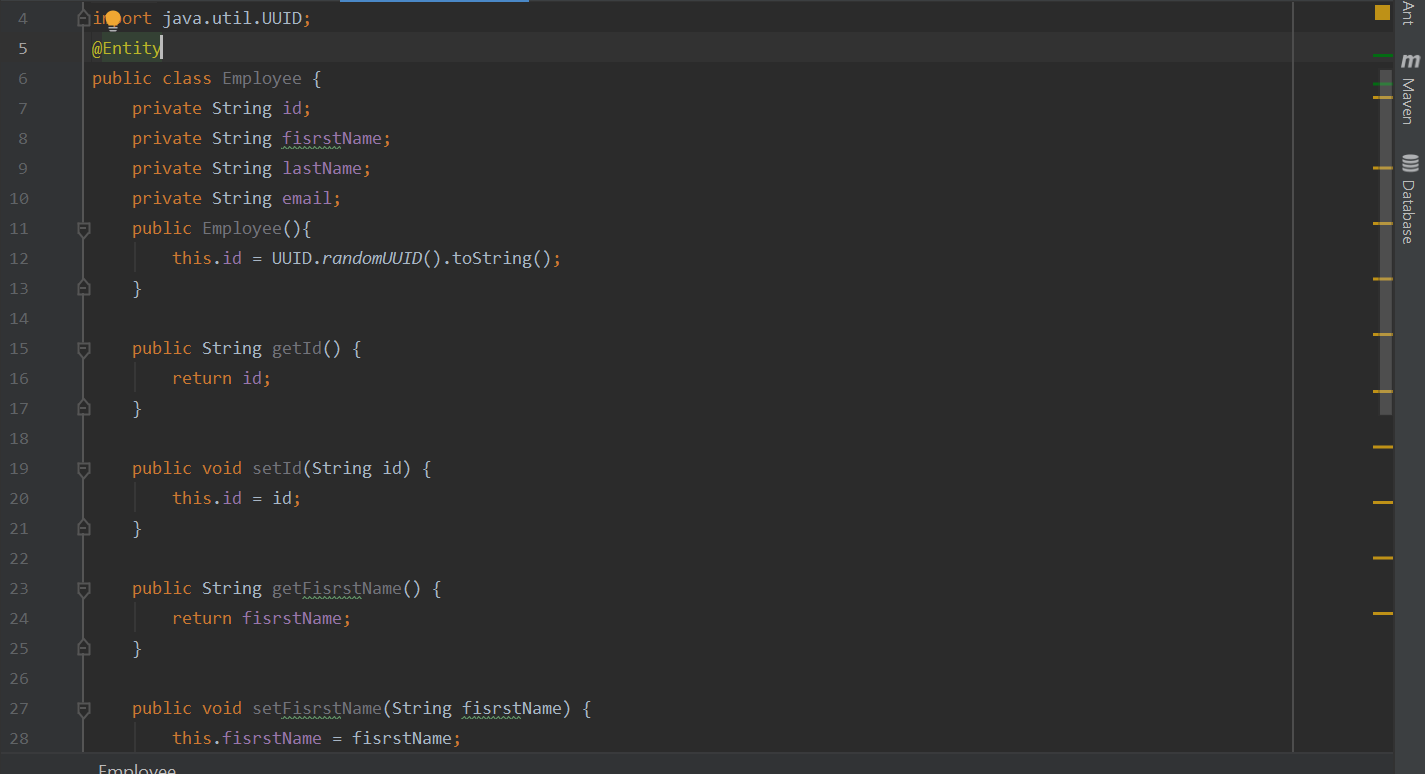 4 import java.util.UUID;
5 @Entity
6 public class Employee {
7 private String id;
8 private String fisrstName;
9 private String lastName;
10 private String email;
11 public Employee(){
12 this.id = UUID.randomUUID().toString();
13 }
14
15 public String getId() {
16 return id;
17 }
18
19 public void setId(String id) {
20 this.id = id;
21 }
22
23 public String getFisrstName() {
24 return fisrstName;
25 }
26
27 public void setFisrstName(String fisrstName) {
28 this.fisrstName = fisrstName;
Employee
Ant
m Maven
Database